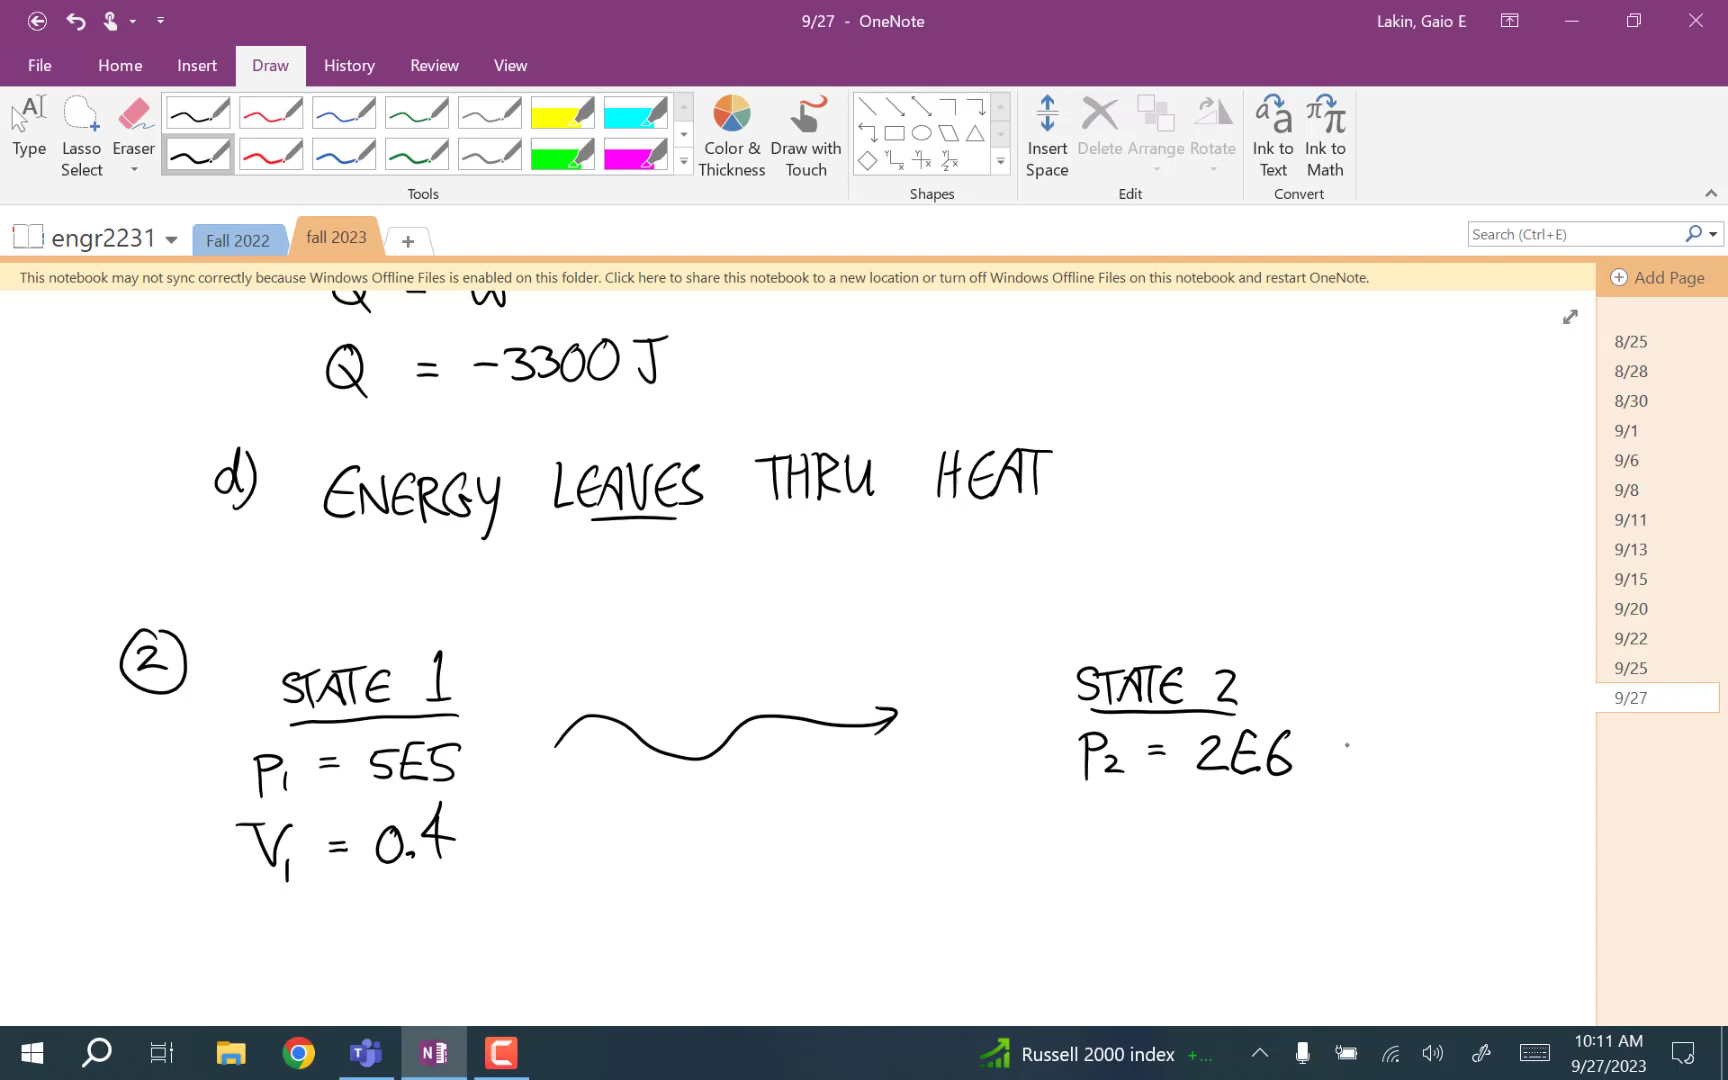 9/27 - OneNote
Lakin, Gaio E
File Home Insert Draw History Review View
Type
Lasso Select
Eraser
Color & Thickness
Draw with Touch
Insert Space
Delete
Arrange
Rotate
Ink to Text
Ink to Math
Tools
Shapes
Edit
Convert
engr2231
Fall 2022
fall 2023
Search (Ctrl+E)
This notebook may not sync correctly because Windows Offline Files is enabled on this folder. Click here to share this notebook to a new location or turn off Windows Offline Files on this notebook and restart OneNote.
Add Page
8/25
8/28
8/30
9/1
9/6
9/8
9/11
9/13
9/15
9/20
9/22
9/25
9/27
Q = -3300 J
d) ENERGY LEAVES THRU HEAT
2
STATE 1
P1 = 5E5
V1 = 0.4
STATE 2
P2 = 2E6
Russell 2000 index +...
10:11 AM
9/27/2023